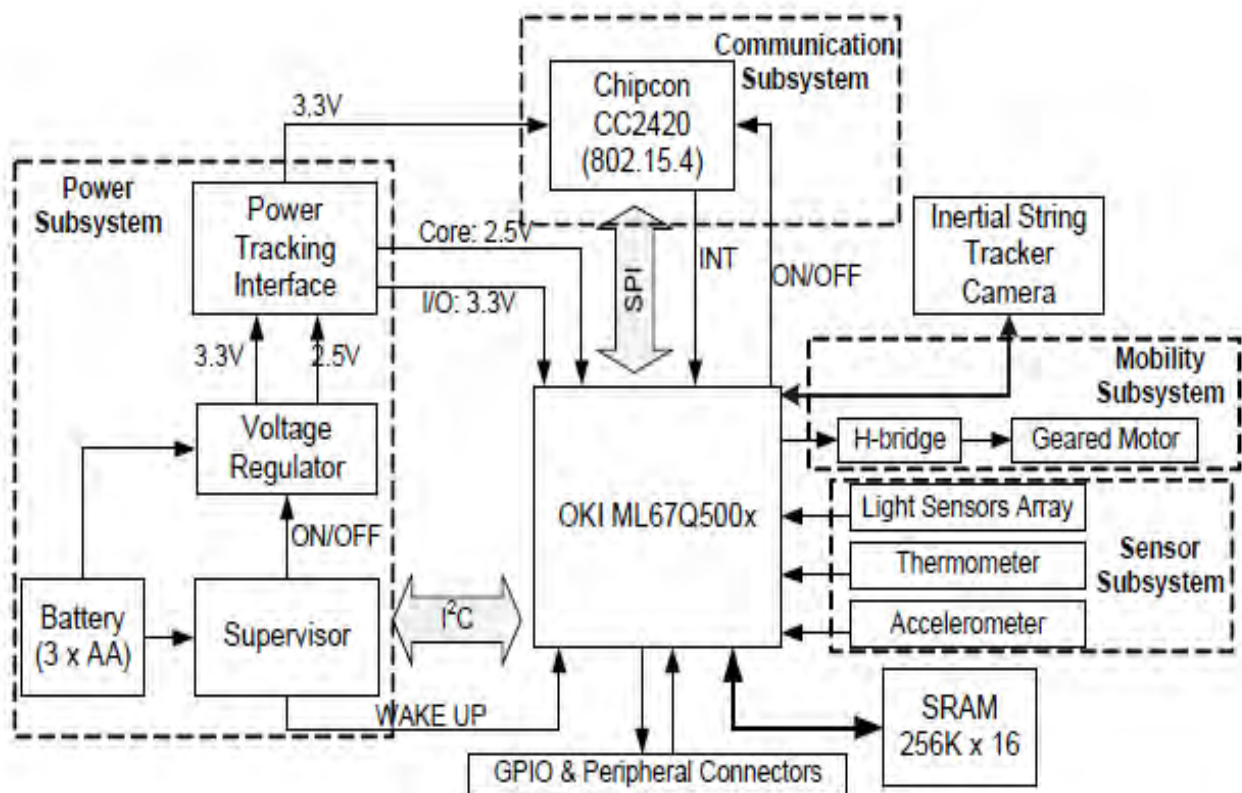 Communication
Subsystem
Chipcon
CC2420
(802.15.4)
3.3V
Power
Subsystem
Power
Tracking
Interface
Core: 2.5V
I/O: 3.3V
SPI
INT
ON/OFF
Inertial String
Tracker
Camera
3.3V
2.5V
Mobility
Subsystem
H-bridge
Geared Motor
Voltage
Regulator
ON/OFF
OKI ML67Q500x
Light Sensors Array
Thermometer
Accelerometer
Sensor
Subsystem
Battery
(3 x AA)
Supervisor
I²C
WAKE UP
SRAM
256K x 16
GPIO & Peripheral Connectors